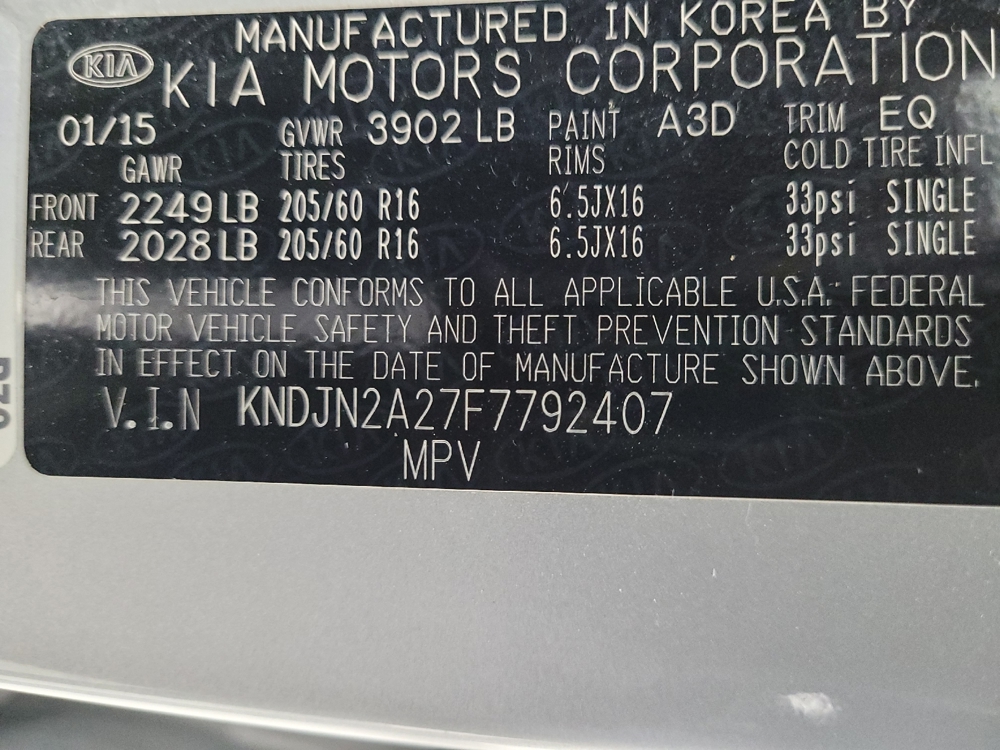 MANUFACTURED IN KOREA BY
KIA KIA MOTORS CORPORATION
01/15 GVWR 3902 LB PAINT A3D TRIM EQ
GAWR TIRES RIMS COLD TIRE INFL
FRONT 2249 LB 205/60 R16 6.5JX16 33psi SINGLE
REAR 2028 LB 205/60 R16 6.5JX16 33psi SINGLE
THIS VEHICLE CONFORMS TO ALL APPLICABLE U.S.A. FEDERAL
MOTOR VEHICLE SAFETY AND THEFT PREVENTION STANDARDS
IN EFFECT ON THE DATE OF MANUFACTURE SHOWN ABOVE.
V.I.N KNDJN2A27F7792407
MPV